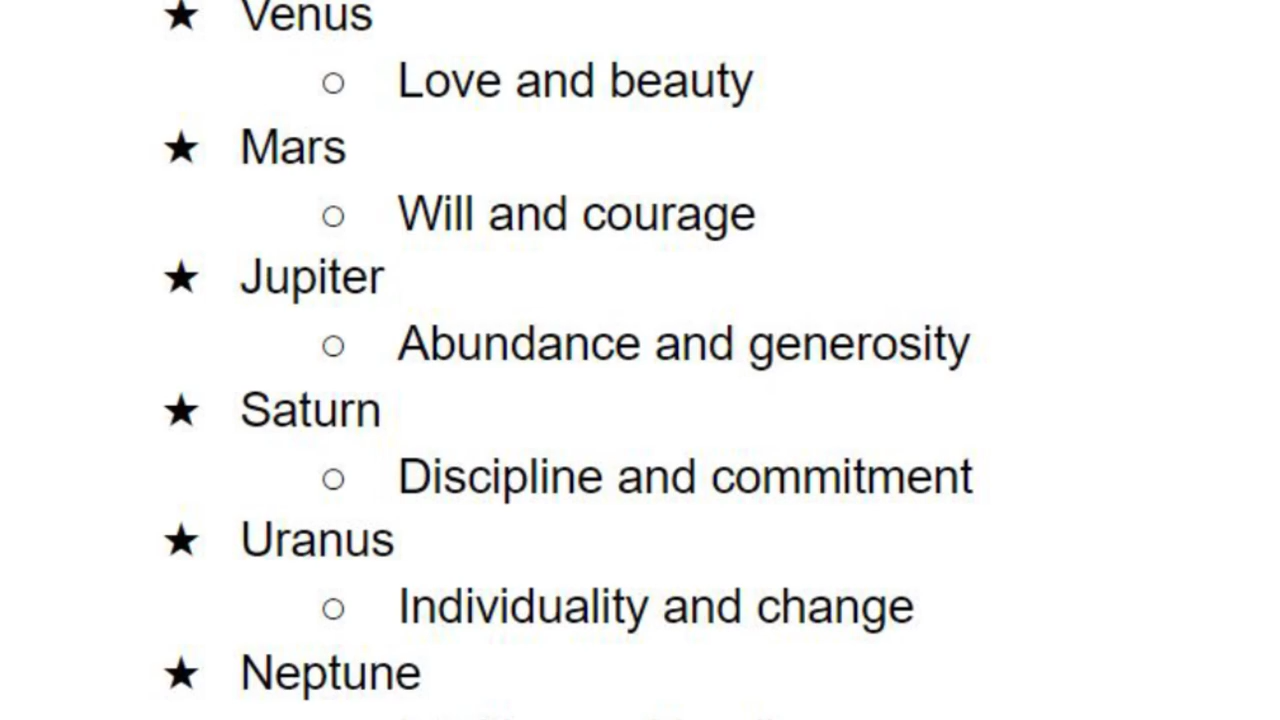 ★ Venus
○ Love and beauty
★ Mars
○ Will and courage
★ Jupiter
○ Abundance and generosity
★ Saturn
○ Discipline and commitment
★ Uranus
○ Individuality and change
★ Neptune